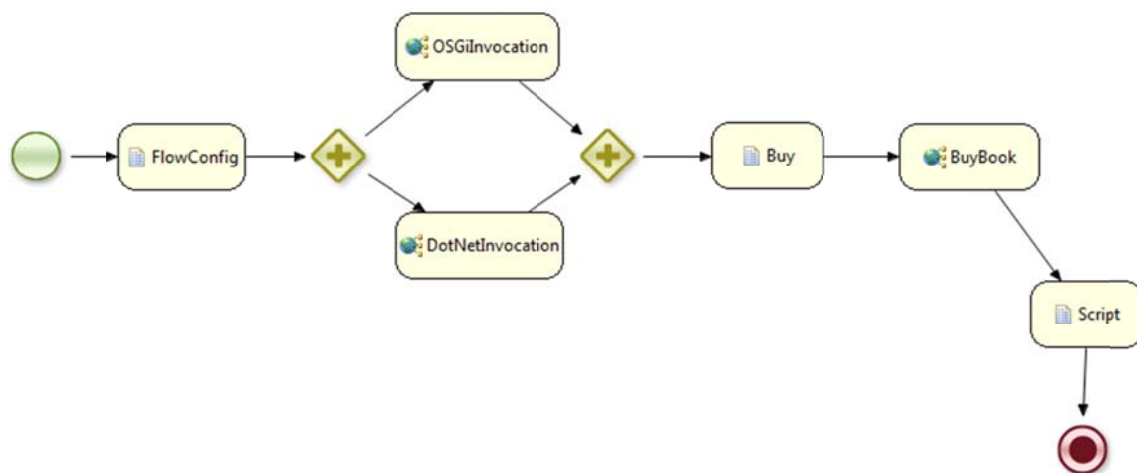 OSGiInvocation
FlowConfig
Buy
BuyBook
DotNetInvocation
Script